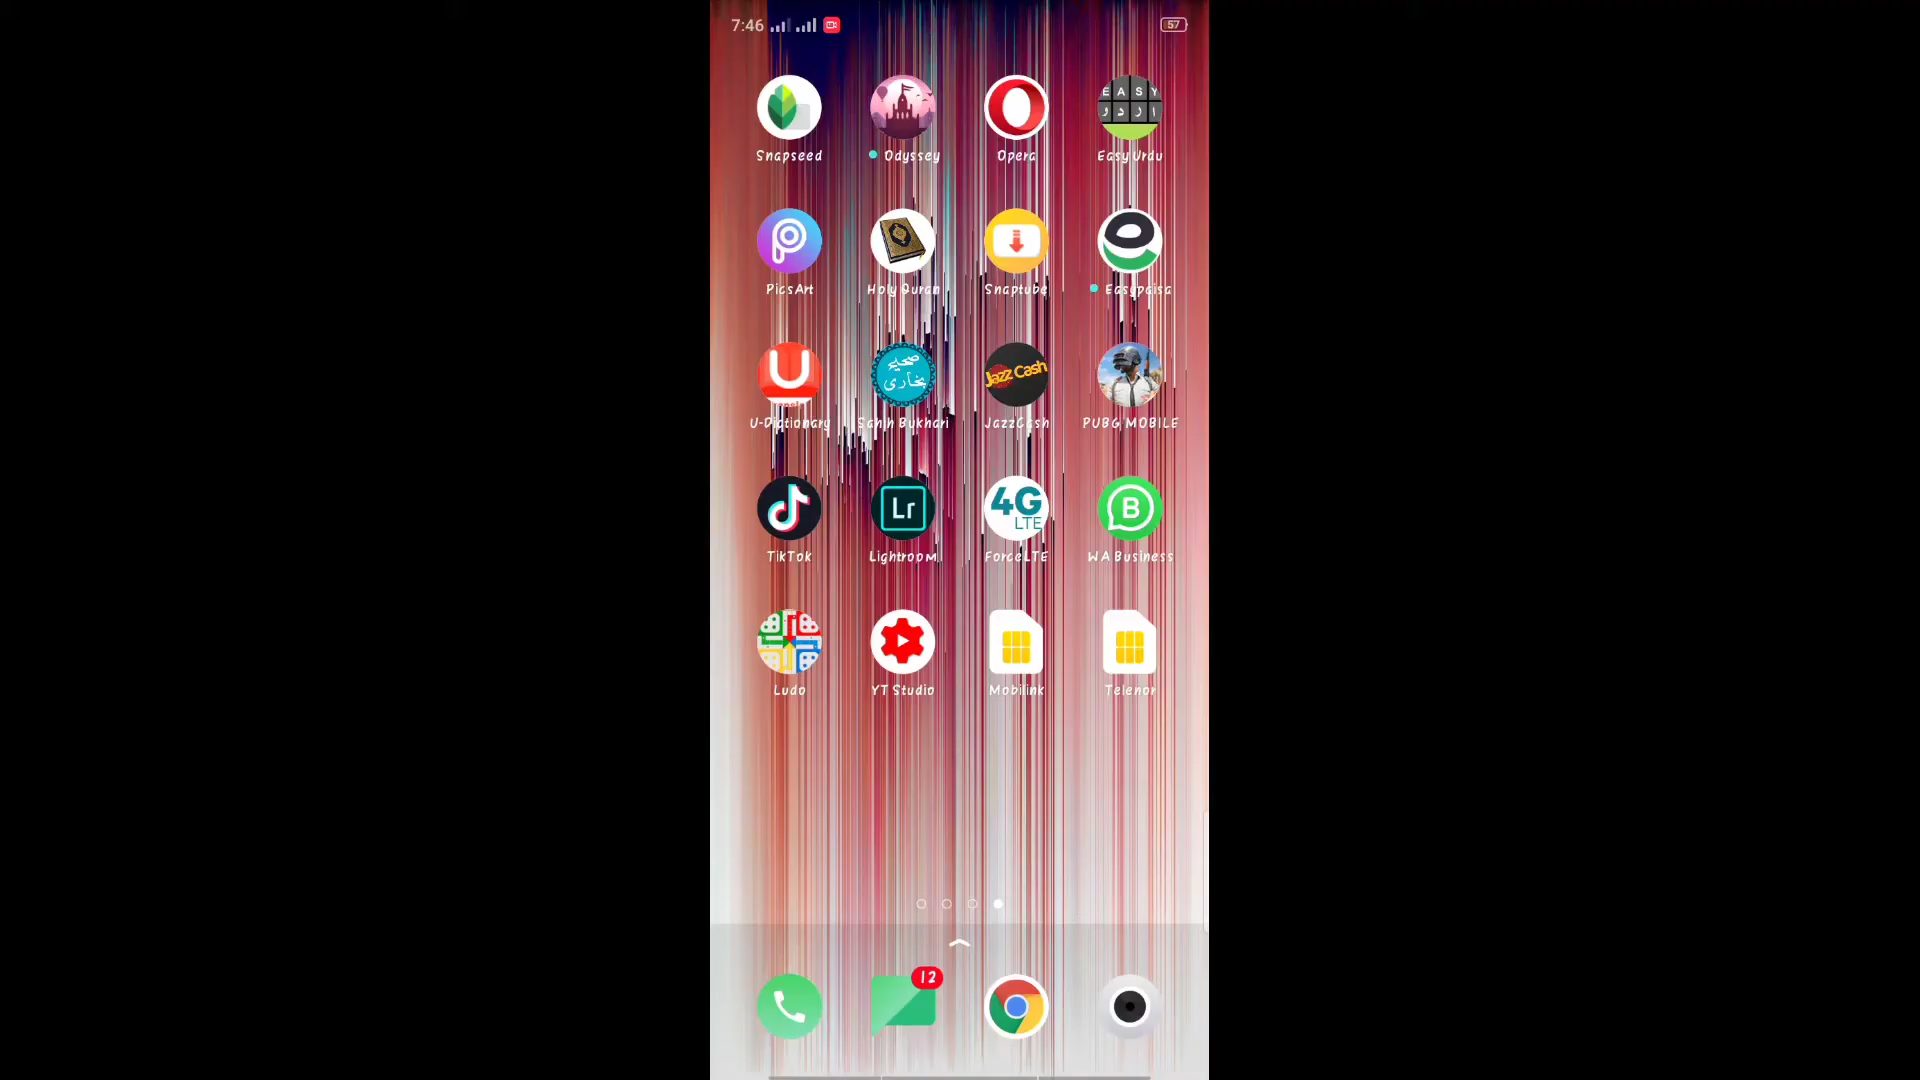 7:46
57
E A S Y
ا ر د و
Snapseed
Odyssey
Opera
Easy Urdu
PicsArt
Holy Quran
Snaptube
Easypaisa
U
صحیح
بخاری
Jazz Cash
U-Dictionary
Sahih Bukhari
JazzCash
PUBG MOBILE
Lr
4G
LTE
B
TikTok
Lightroom
ForceLTE
WA Business
Ludo
YT Studio
Mobilink
Telenor
12